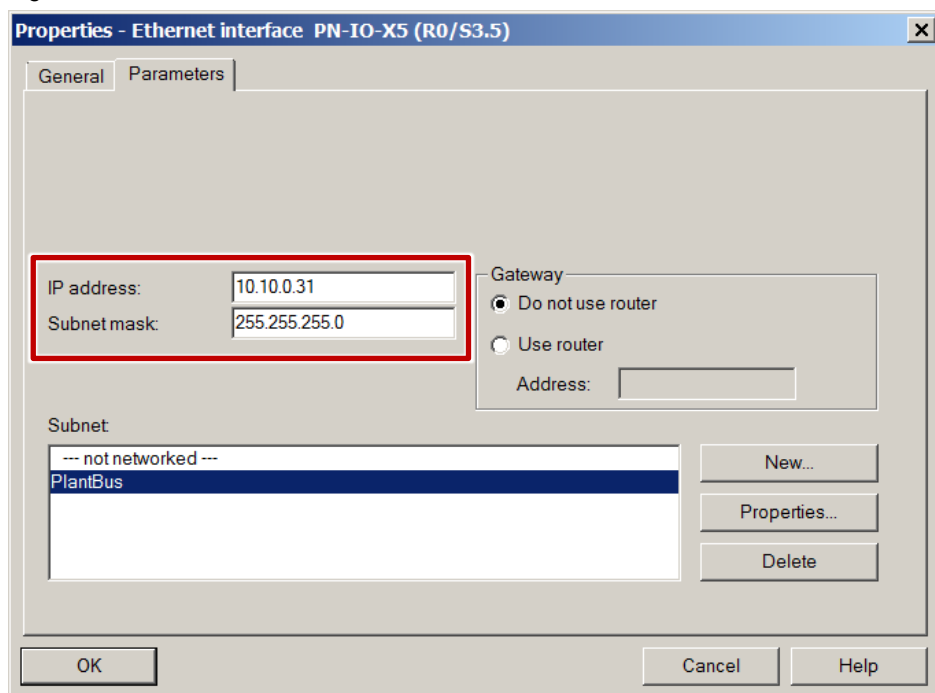 Properties - Ethernet interface PN-IO-X5 (R0/S3.5)
General Parameters
IP address: 10.10.0.31
Subnet mask: 255.255.255.0
Gateway
Do not use router
Use router
Address:
Subnet:
--- not networked ---
PlantBus
New...
Properties...
Delete
OK Cancel Help